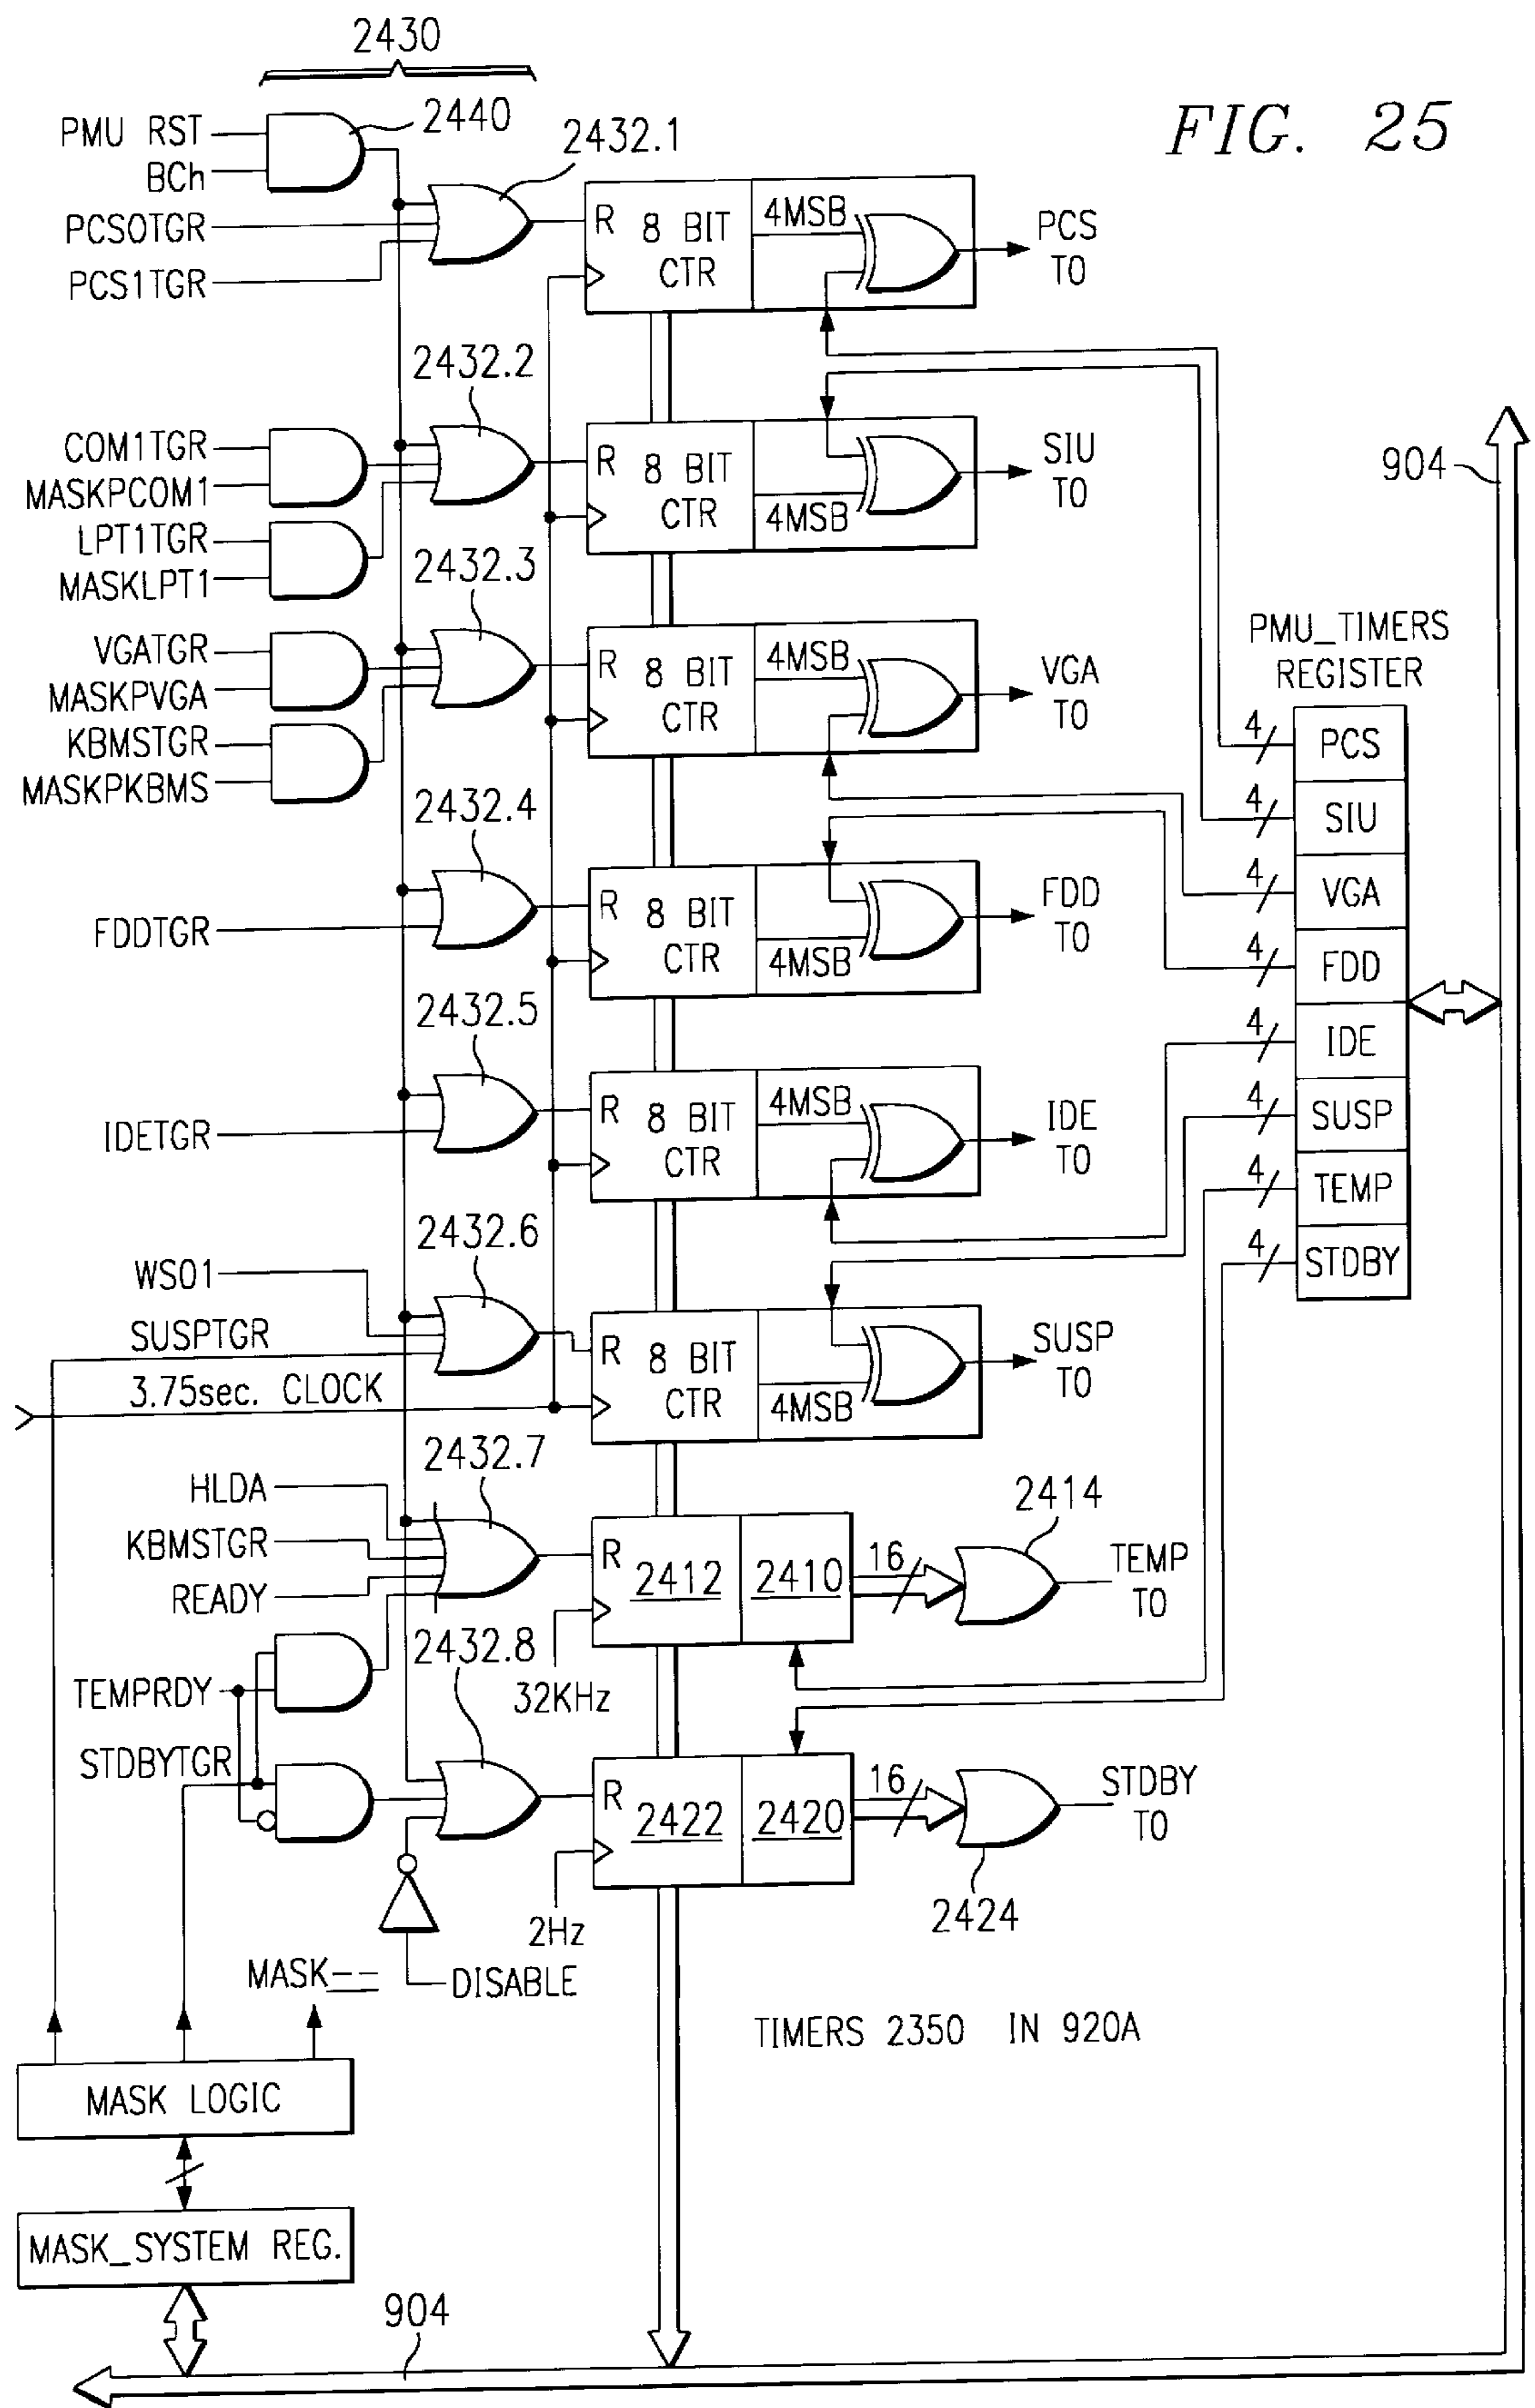 2430
FIG. 25
PMU RST
2440
BCh
2432.1
PCS0TGR
PCS1TGR
R
8 BIT
CTR
4MSB
PCS
TO
2432.2
COM1TGR
MASKPCOM1
LPT1TGR
MASKLPT1
R
8 BIT
CTR
4MSB
SIU
TO
904
2432.3
VGATGR
MASKPVGA
KBMSTGR
MASKPKBMS
R
8 BIT
CTR
4MSB
VGA
TO
PMU_TIMERS
REGISTER
4
PCS
4
SIU
4
VGA
4
FDD
4
IDE
4
SUSP
4
TEMP
4
STDBY
2432.4
FDDTGR
R
8 BIT
CTR
4MSB
FDD
TO
2432.5
IDETGR
R
8 BIT
CTR
4MSB
IDE
TO
2432.6
WS01
SUSPTGR
3.75sec. CLOCK
R
8 BIT
CTR
4MSB
SUSP
TO
2432.7
HLDA
KBMSTGR
READY
R
2412
2410
16
2414
TEMP
TO
32KHz
2432.8
TEMPRDY
STDBYTGR
R
2422
2420
16
STDBY
TO
2424
2Hz
MASK--
DISABLE
TIMERS 2350 IN 920A
MASK LOGIC
MASK_SYSTEM REG.
904